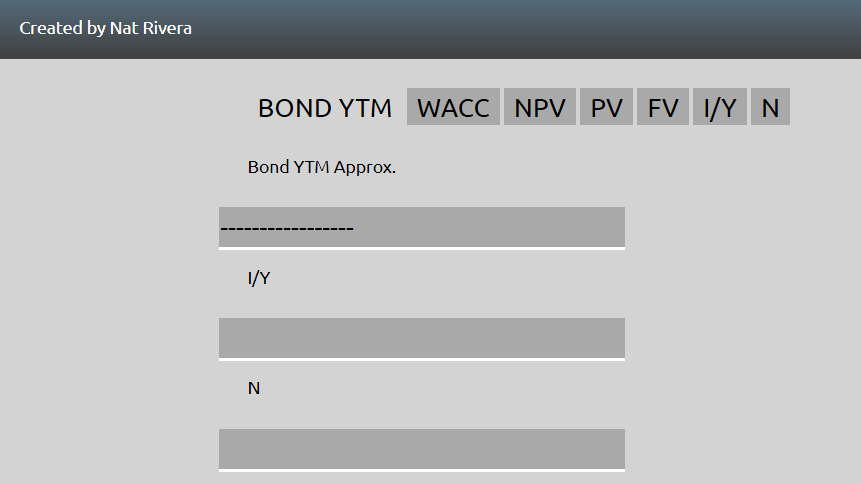 Created by Nat Rivera
BOND YTM WACC NPV PV FV I/Y N
Bond YTM Approx.
-----------------
I/Y
N